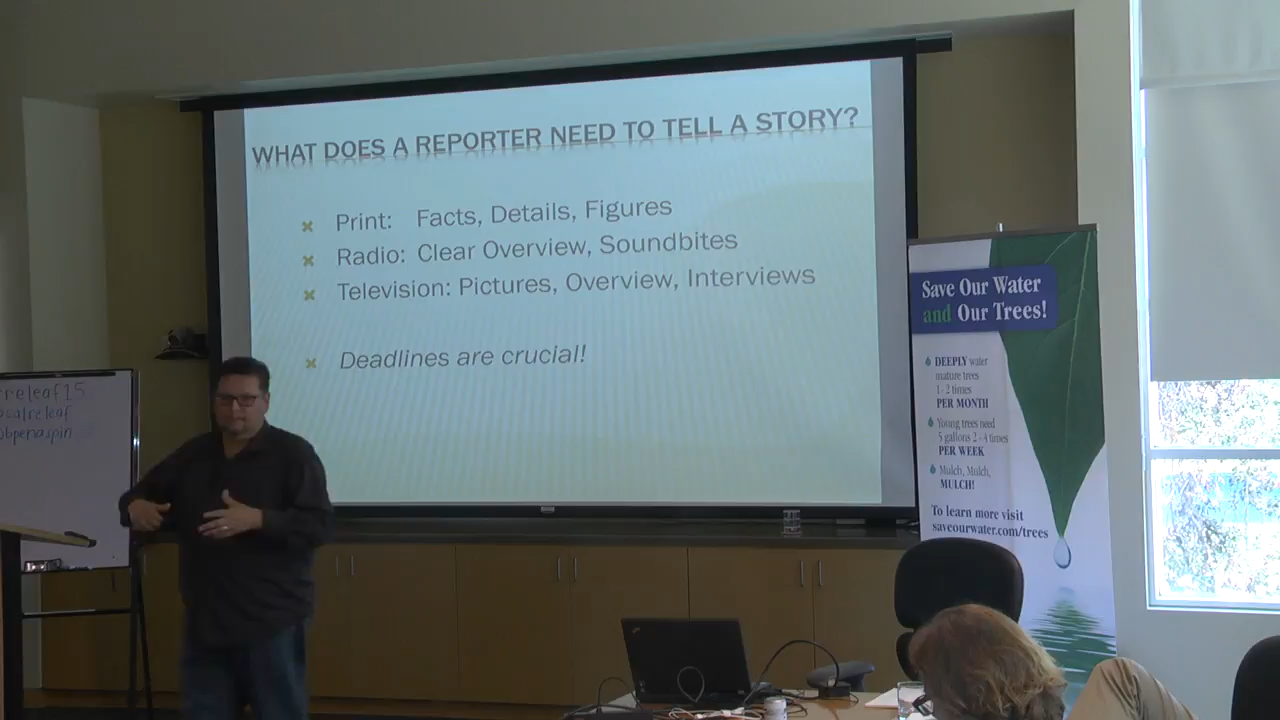 WHAT DOES A REPORTER NEED TO TELL A STORY?
Print: Facts, Details, Figures
Radio: Clear Overview, Soundbites
Television: Pictures, Overview, Interviews
Deadlines are crucial!
Save Our Water
and Our Trees!
DEEPLY water
mature trees
1 - 2 times
PER MONTH
Young trees need
5 gallons 2 - 4 times
PER WEEK
Mulch, Mulch,
MULCH!
To learn more visit
saveourwater.com/trees
releaf15
calreleaf
bpenaspin